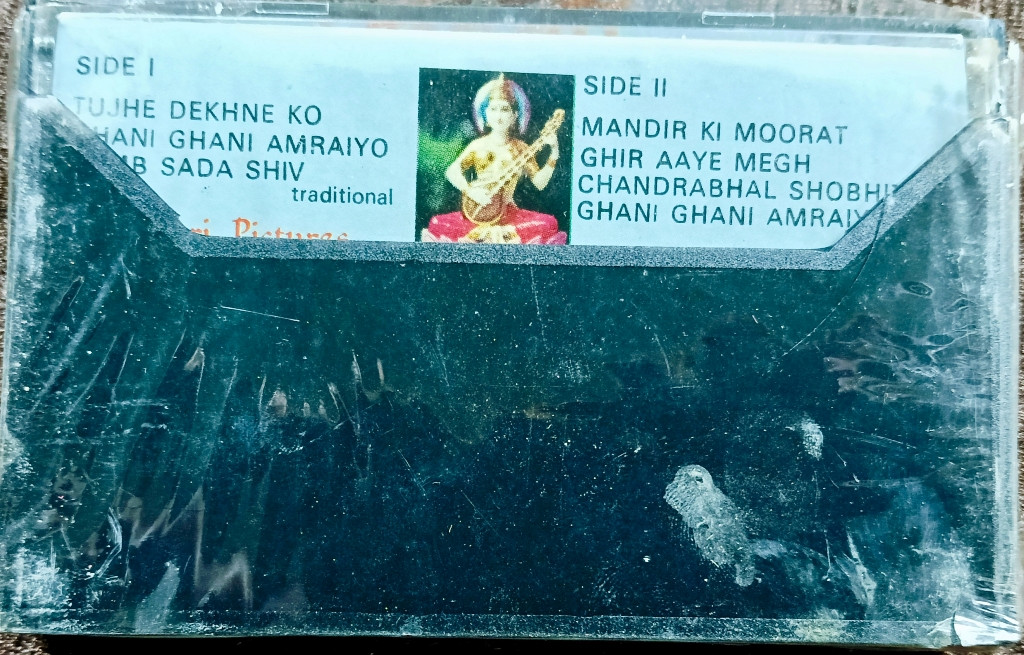 SIDE I
TUJHE DEKHNE KO
GHANI GHANI AMRAIYO
SADA SHIV
traditional
Pictures
SIDE II
MANDIR KI MOORAT
GHIR AAYE MEGH
CHANDRABHAL
GHANI GHANI